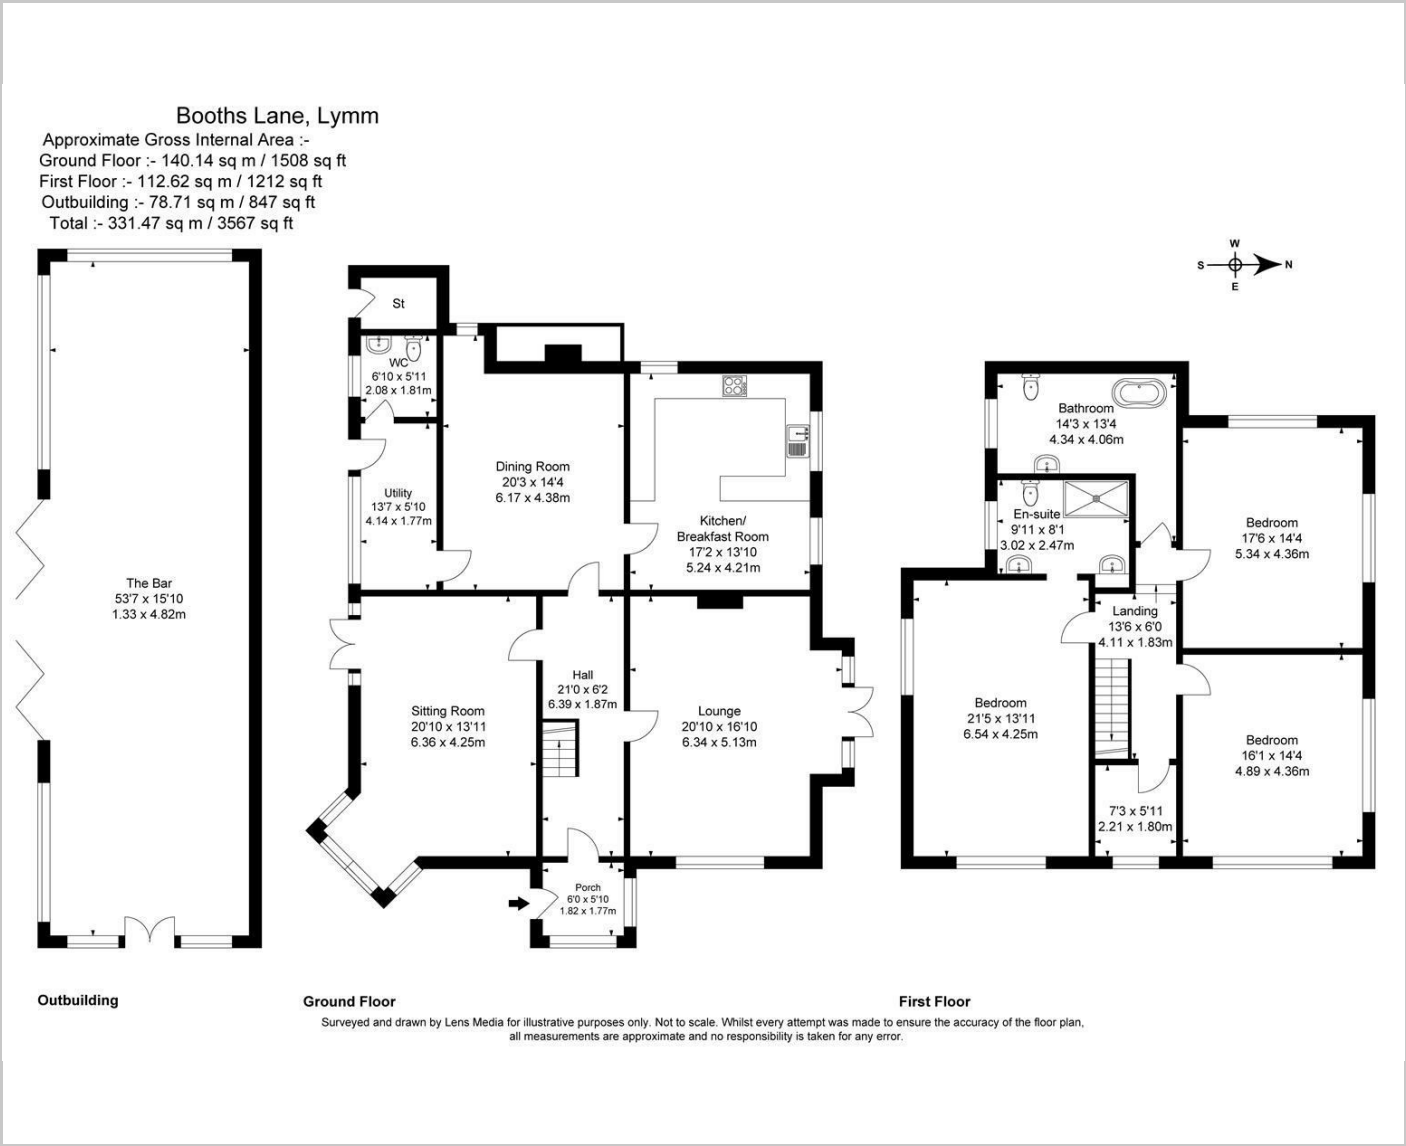 Booths Lane, Lymm
Approximate Gross Internal Area :-
Ground Floor :- 140.14 sq m / 1508 sq ft
First Floor :- 112.62 sq m / 1212 sq ft
Outbuilding :- 78.71 sq m / 847 sq ft
Total :- 331.47 sq m / 3567 sq ft
W
S
N
E
The Bar
53'7 x 15'10
1.33 x 4.82m
Outbuilding
St
WC
6'10 x 5'11
2.08 x 1.81m
Utility
13'7 x 5'10
4.14 x 1.77m
Dining Room
20'3 x 14'4
6.17 x 4.38m
Kitchen/
Breakfast Room
17'2 x 13'10
5.24 x 4.21m
Hall
21'0 x 6'2
6.39 x 1.87m
Sitting Room
20'10 x 13'11
6.36 x 4.25m
Lounge
20'10 x 16'10
6.34 x 5.13m
Porch
6'0 x 5'10
1.82 x 1.77m
Ground Floor
Bathroom
14'3 x 13'4
4.34 x 4.06m
En-suite
9'11 x 8'1
3.02 x 2.47m
Bedroom
17'6 x 14'4
5.34 x 4.36m
Landing
13'6 x 6'0
4.11 x 1.83m
Bedroom
21'5 x 13'11
6.54 x 4.25m
Bedroom
16'1 x 14'4
4.89 x 4.36m
7'3 x 5'11
2.21 x 1.80m
First Floor
Surveyed and drawn by Lens Media for illustrative purposes only. Not to scale. Whilst every attempt was made to ensure the accuracy of the floor plan,
all measurements are approximate and no responsibility is taken for any error.